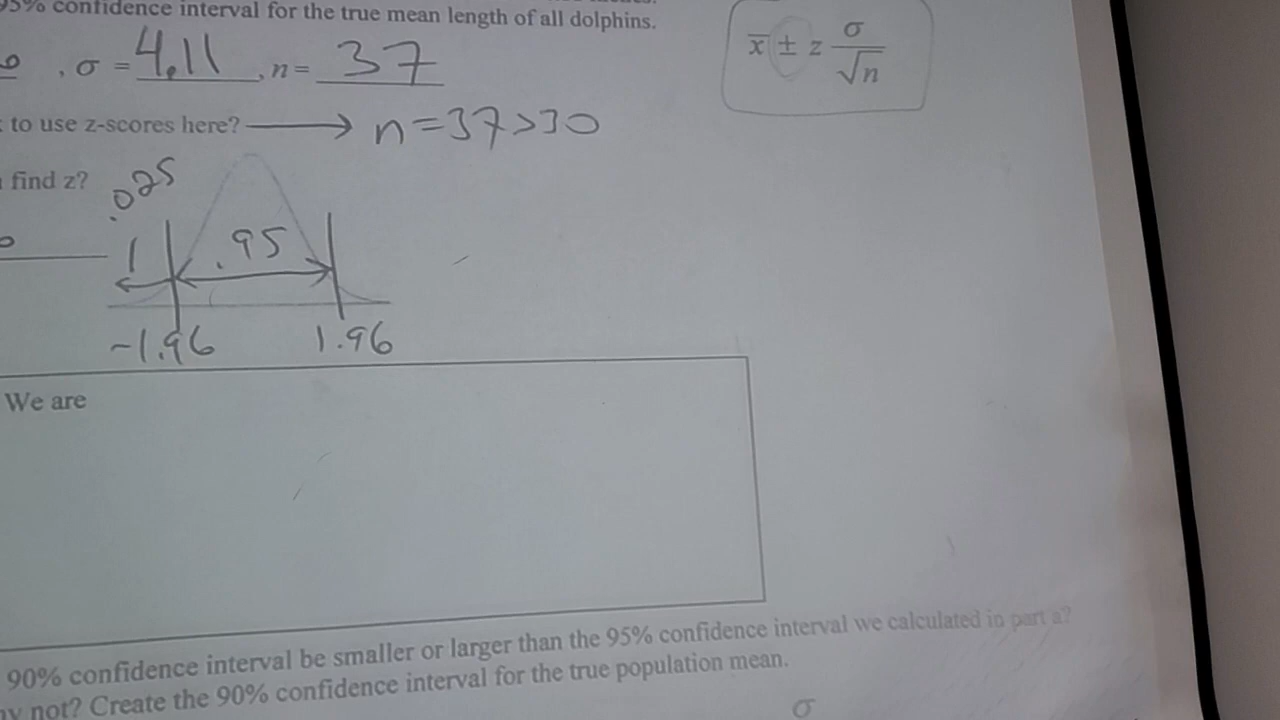 95% confidence interval for the true mean length of all dolphins.
x̄ ± z σ/√n
, σ = 4.11 , n = 37
to use z-scores here? → n=37>30
find z? .025
.95
-1.96 1.96
We are
90% confidence interval be smaller or larger than the 95% confidence interval we calculated in part a?
not? Create the 90% confidence interval for the true population mean.
σ